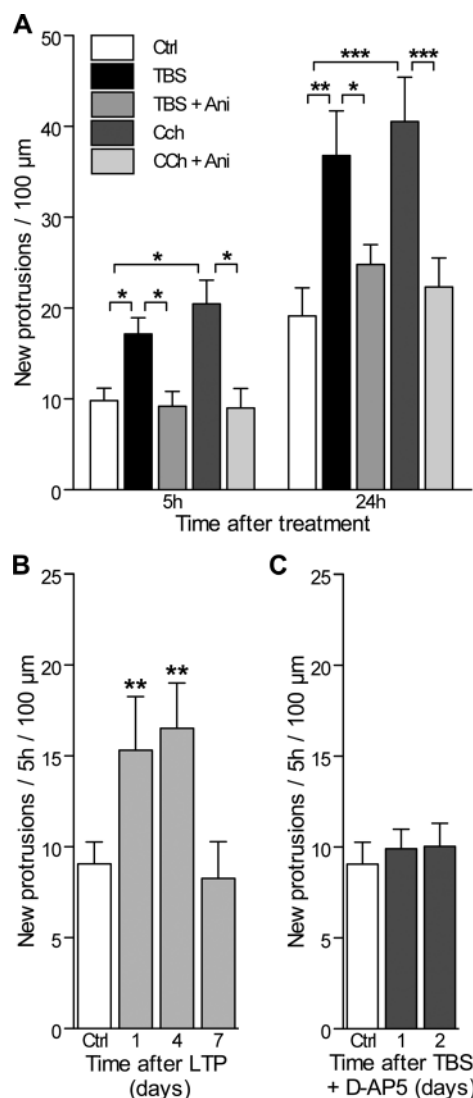 A
New protrusions / 100 µm
50
40
30
20
10
0
Ctrl
TBS
TBS + Ani
Cch
CCh + Ani
*
* *
*
***
** *
***
5h 24h
Time after treatment
B
New protrusions / 5h / 100 µm
25
20
15
10
5
0
** **
Ctrl 1 4 7
Time after LTP
(days)
C
New protrusions / 5h / 100 µm
25
20
15
10
5
0
Ctrl 1 2
Time after TBS
+ D-AP5 (days)